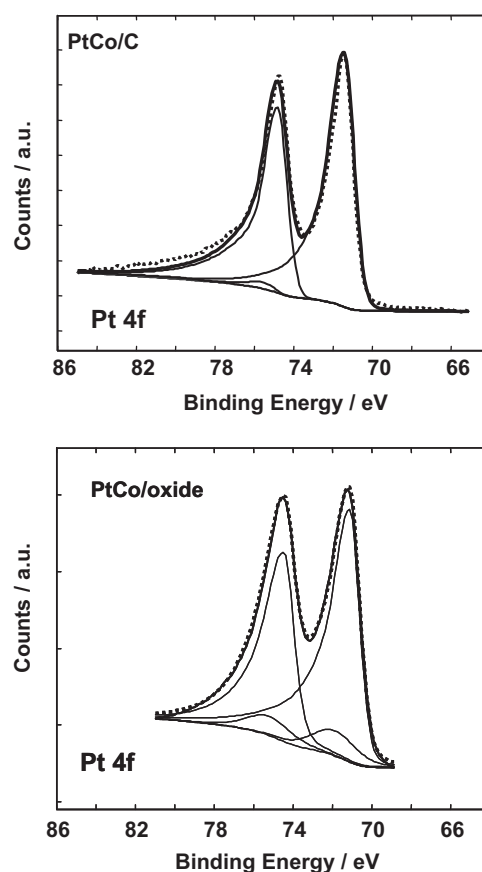 PtCo/C
Counts / a.u.
Pt 4f
86 82 78 74 70 66
Binding Energy / eV
PtCo/oxide
Counts / a.u.
Pt 4f
86 82 78 74 70 66
Binding Energy / eV